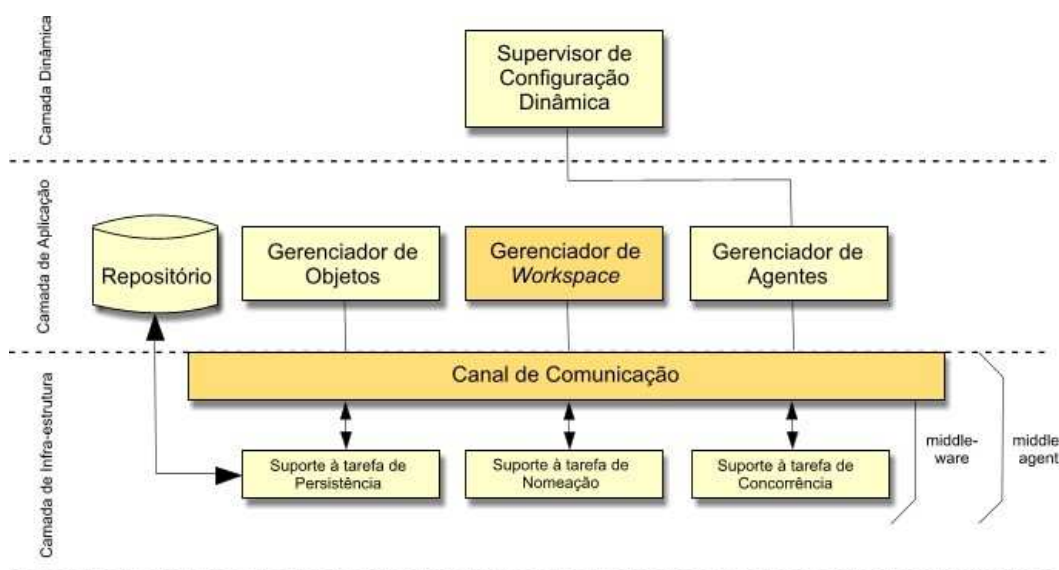 Camada Dinâmica
Supervisor de
Configuração
Dinâmica
Camada de Aplicação
Repositório
Gerenciador de
Objetos
Gerenciador de
Workspace
Gerenciador de
Agentes
Camada de Infra-estrutura
Canal de Comunicação
Suporte à tarefa de
Persistência
Suporte à tarefa de
Nomeação
Suporte à tarefa de
Concorrência
middle-
ware
middle
agent